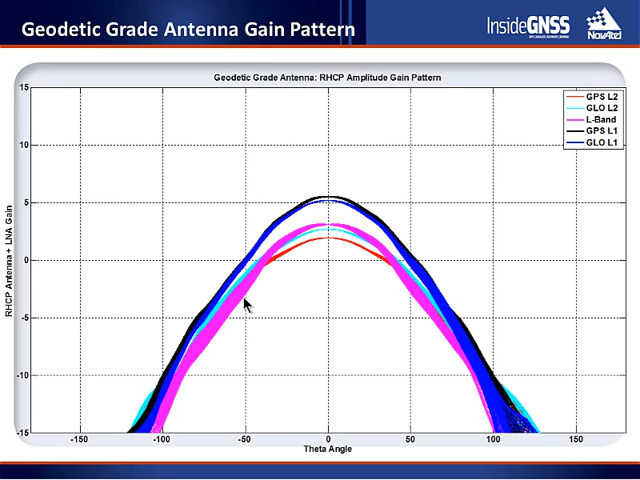 Geodetic Grade Antenna Gain Pattern
InsideGNSS
NovAtel
Geodetic Grade Antenna: RHCP Amplitude Gain Pattern
GPS L2
GLO L2
L-Band
GPS L1
GLO L1
15
10
5
0
-5
-10
-15
RHCP Antenna + LNA Gain
-150
-100
-50
0
50
100
150
Theta Angle